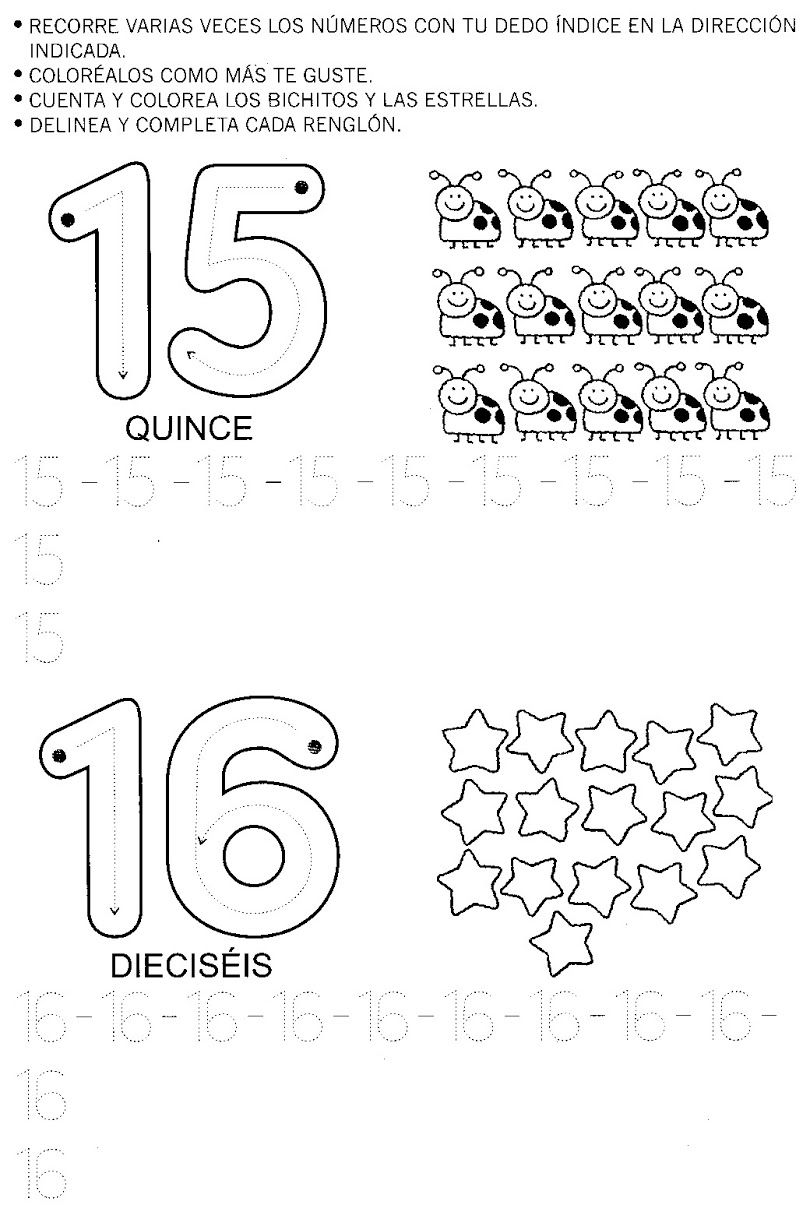 • RECORRE VARIAS VECES LOS NÚMEROS CON TU DEDO ÍNDICE EN LA DIRECCIÓN
INDICADA.
• COLORÉALOS COMO MÁS TE GUSTE.
• CUENTA Y COLOREA LOS BICHITOS Y LAS ESTRELLAS.
• DELINEA Y COMPLETA CADA RENGLÓN.
15
QUINCE
15 - 15 - 15 - 15 - 15 - 15 - 15 - 15 - 15
15
15
16
DIECISÉIS
16 - 16 - 16 - 16 - 16 - 16 - 16 - 16 - 16 -
16
16